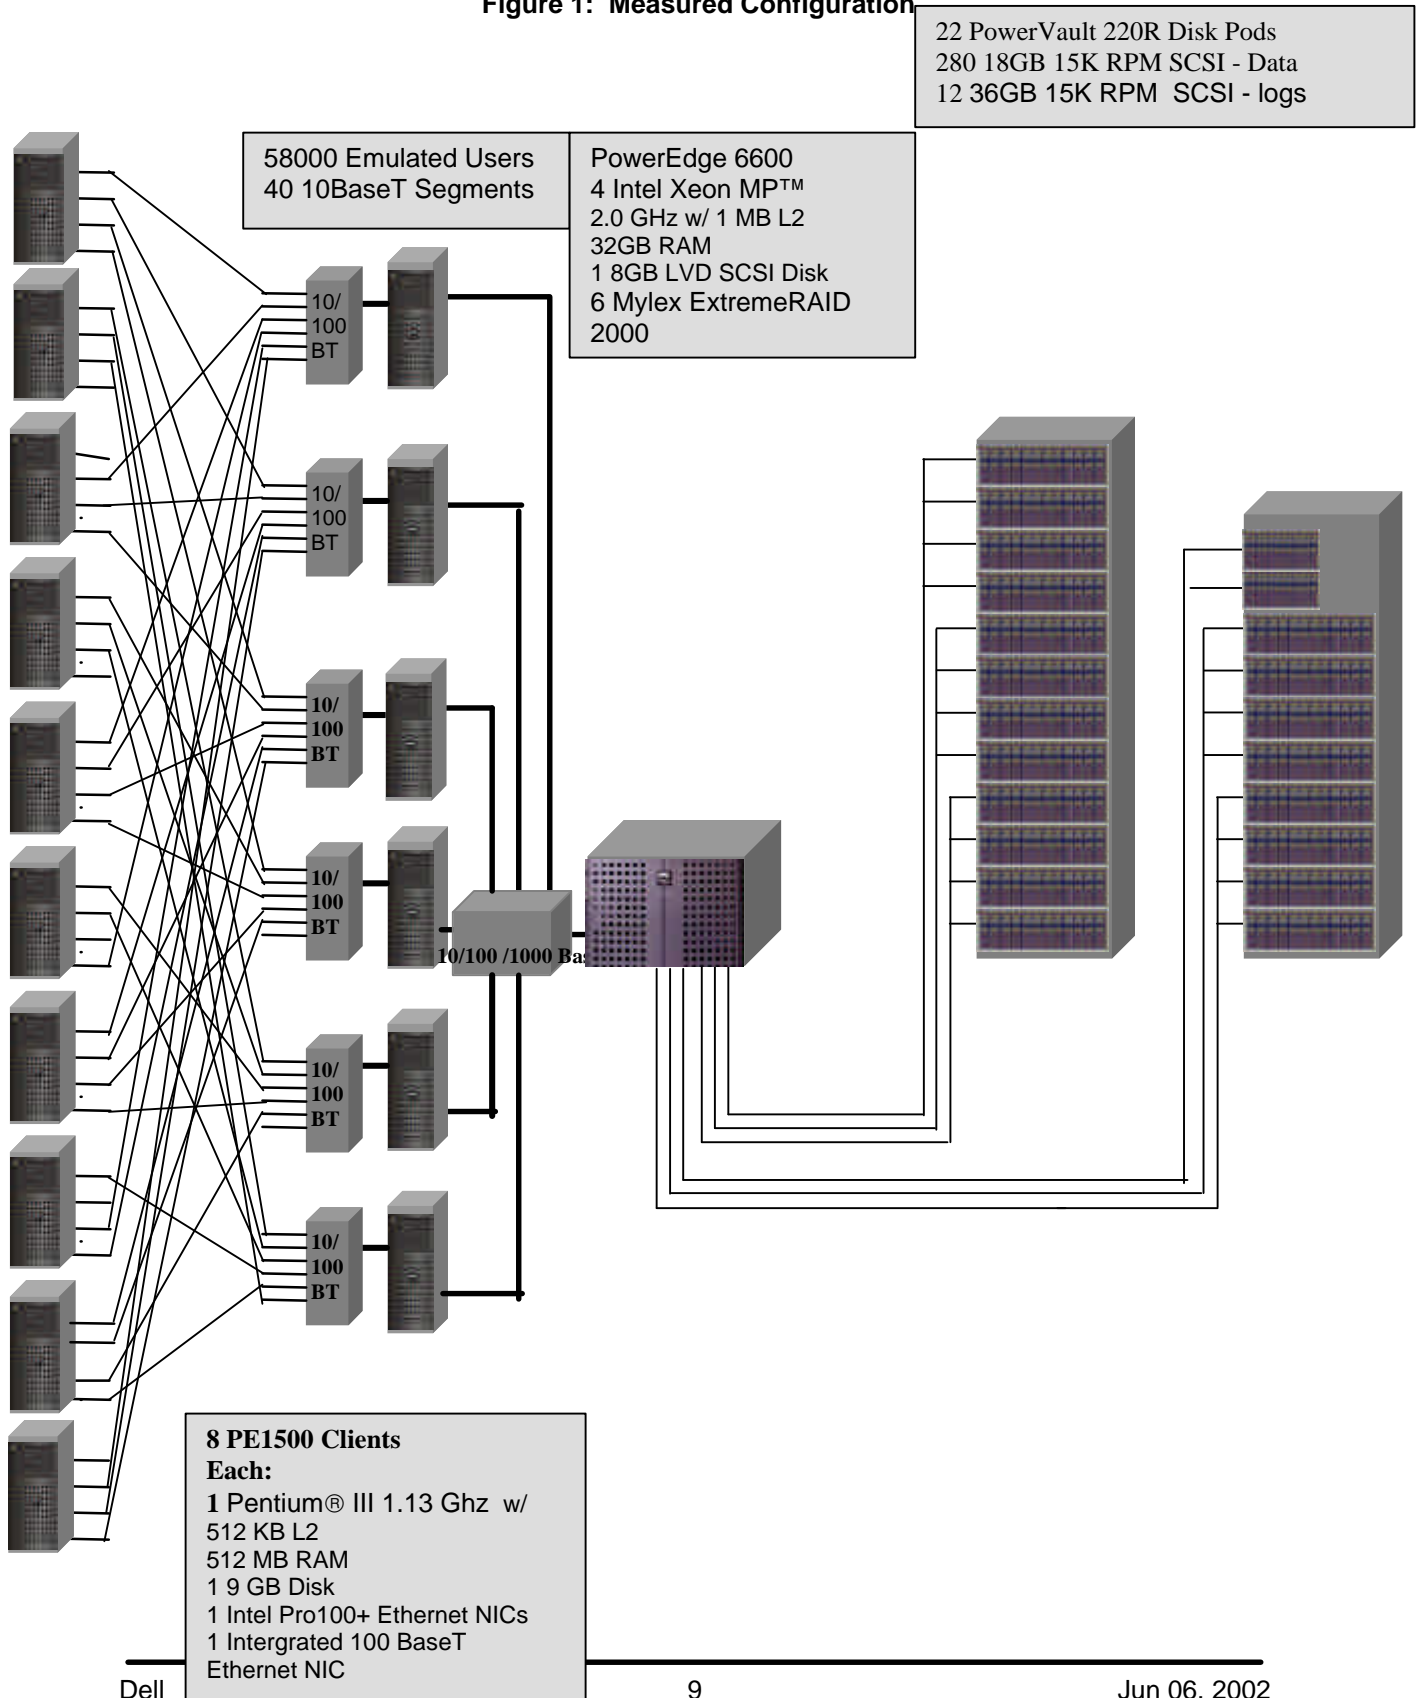 Figure 1: Measured Configuration
22 PowerVault 220R Disk Pods
280 18GB 15K RPM SCSI - Data
12 36GB 15K RPM SCSI - logs
58000 Emulated Users
40 10BaseT Segments
PowerEdge 6600
4 Intel Xeon MP™
2.0 GHz w/ 1 MB L2
32GB RAM
1 8GB LVD SCSI Disk
6 Mylex ExtremeRAID
2000
10/
100
BT
10/
100
BT
10/
100
BT
10/
100
BT
10/100 /1000 Bas
10/
100
BT
10/
100
BT
8 PE1500 Clients
Each:
1 Pentium® III 1.13 Ghz w/
512 KB L2
512 MB RAM
1 9 GB Disk
1 Intel Pro100+ Ethernet NICs
1 Intergrated 100 BaseT
Ethernet NIC
Dell
9
Jun 06, 2002